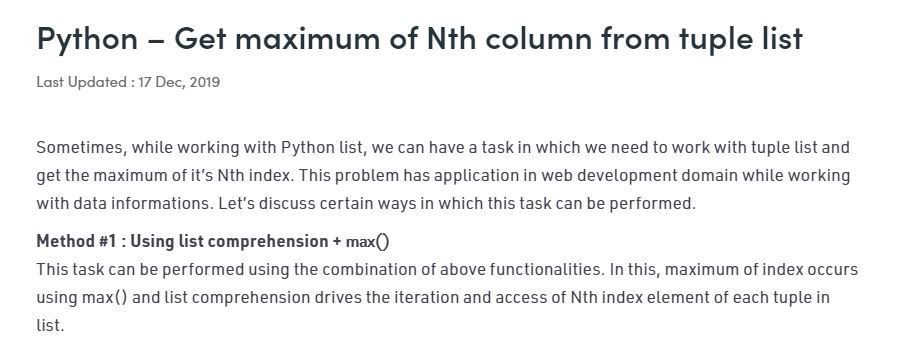 Python – Get maximum of Nth column from tuple list
Last Updated : 17 Dec, 2019
Sometimes, while working with Python list, we can have a task in which we need to work with tuple list and
get the maximum of it's Nth index. This problem has application in web development domain while working
with data informations. Let's discuss certain ways in which this task can be performed.
Method #1 : Using list comprehension + max()
This task can be performed using the combination of above functionalities. In this, maximum of index occurs
using max() and list comprehension drives the iteration and access of Nth index element of each tuple in
list.